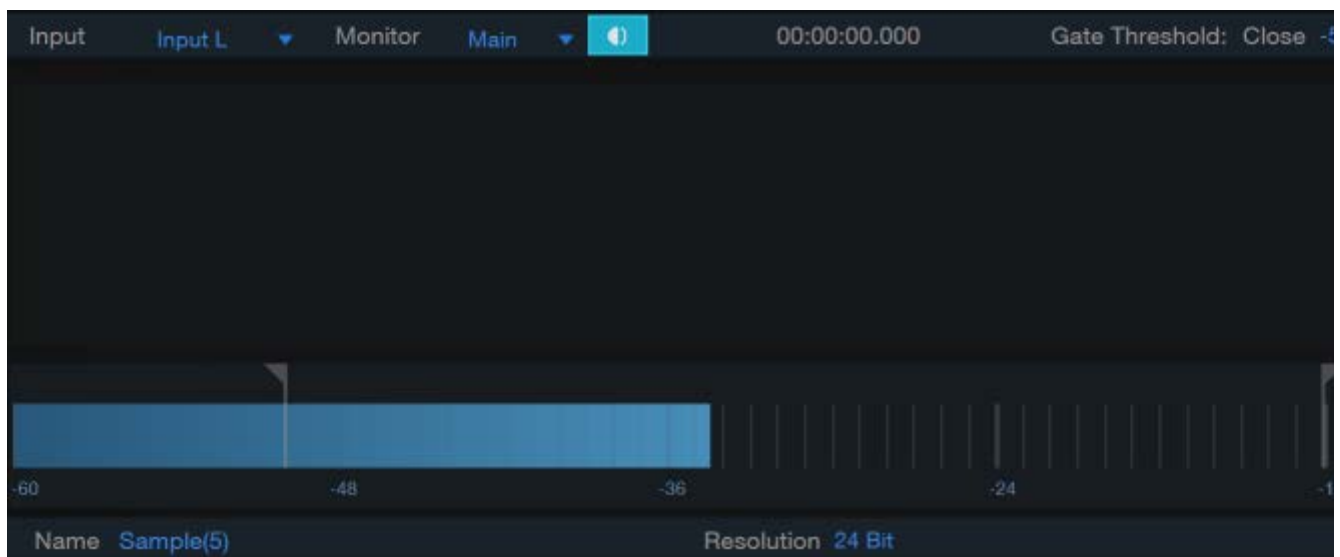 Input Input L Monitor Main 00:00:00.000 Gate Threshold: Close
-60 -48 -36 -24
Name Sample(5) Resolution 24 Bit